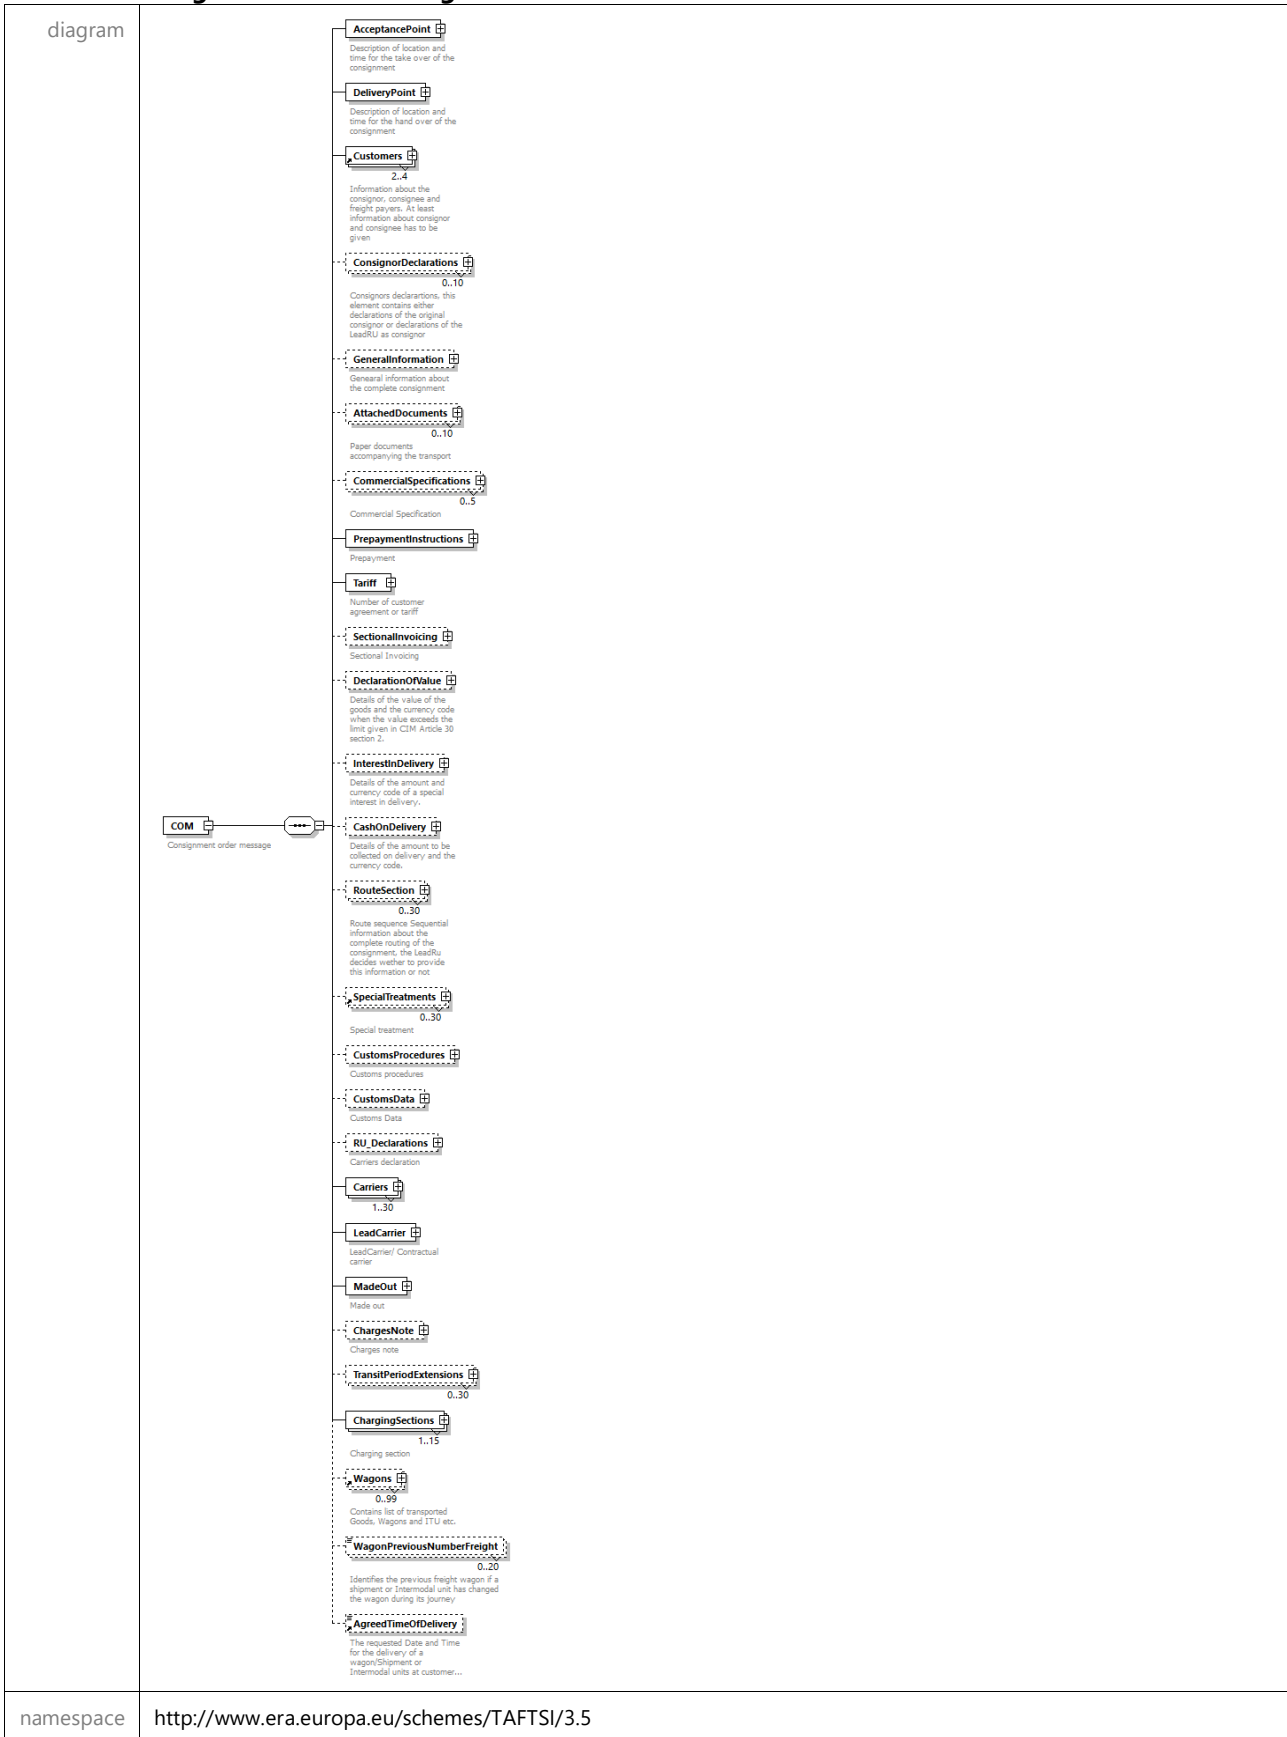 diagram
AcceptancePoint
Description of location and
time for the take over of the
consignment
DeliveryPoint
Description of location and
time for the hand over of the
consignment
Customers
2..4
Information about the
consignor, consignee and
freight payers. At least
information about consignor
and consignee has to be
given
ConsignorDeclarations
0..10
Consignors declarartions, this
element contains either
declarations of the original
consignor or declarations of the
LeadRU as consignor
GeneralInformation
Genearal information about
the complete consignment
AttachedDocuments
0..10
Paper documents
accompanying the transport
CommercialSpecifications
0..5
Commercial Specification
PrepaymentInstructions
Prepayment
Tariff
Number of customer
agreement or tariff
SectionalInvoicing
Sectional Invoicing
DeclarationOfValue
Details of the value of the
goods and the currency code
when the value exceeds the
limit given in CIM Article 30
section 2.
InterestInDelivery
Details of the amount and
currency code of a special
interest in delivery.
COM
Consignment order message
CashOnDelivery
Details of the amount to be
collected on delivery and the
currency code.
RouteSection
0..30
Route sequence Sequential
information about the
complete routing of the
consignment, the LeadRu
decides wether to provide
this information or not
SpecialTreatments
0..30
Special treatment
CustomsProcedures
Customs procedures
CustomsData
Customs Data
RU_Declarations
Carriers declaration
Carriers
1..30
LeadCarrier
LeadCarrier/ Contractual
carrier
MadeOut
Made out
ChargesNote
Charges note
TransitPeriodExtensions
0..30
ChargingSections
1..15
Charging section
Wagons
0..99
Contains list of transported
Goods, Wagons and ITU etc.
WagonPreviousNumberFreight
0..20
Identifies the previous freight wagon if a
shipment or Intermodal unit has changed
the wagon during its journey
AgreedTimeOfDelivery
The requested Date and Time
for the delivery of a
wagon/Shipment or
Intermodal units at customer...
namespace
http://www.era.europa.eu/schemes/TAFTSI/3.5